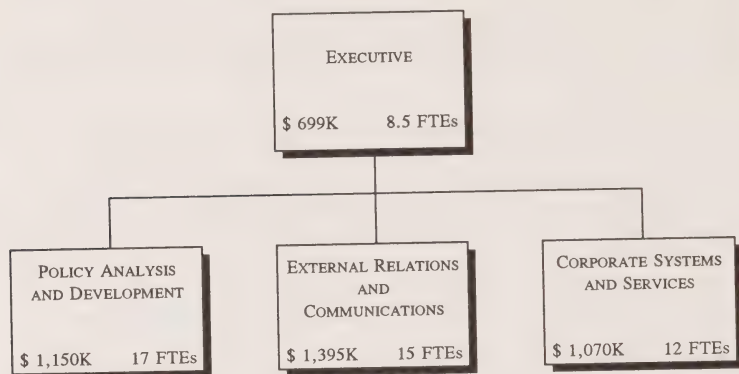 EXECUTIVE
$ 699K 8.5 FTEs
POLICY ANALYSIS
AND DEVELOPMENT
$ 1,150K 17 FTEs
EXTERNAL RELATIONS
AND
COMMUNICATIONS
$ 1,395K 15 FTEs
CORPORATE SYSTEMS
AND SERVICES
$ 1,070K 12 FTEs